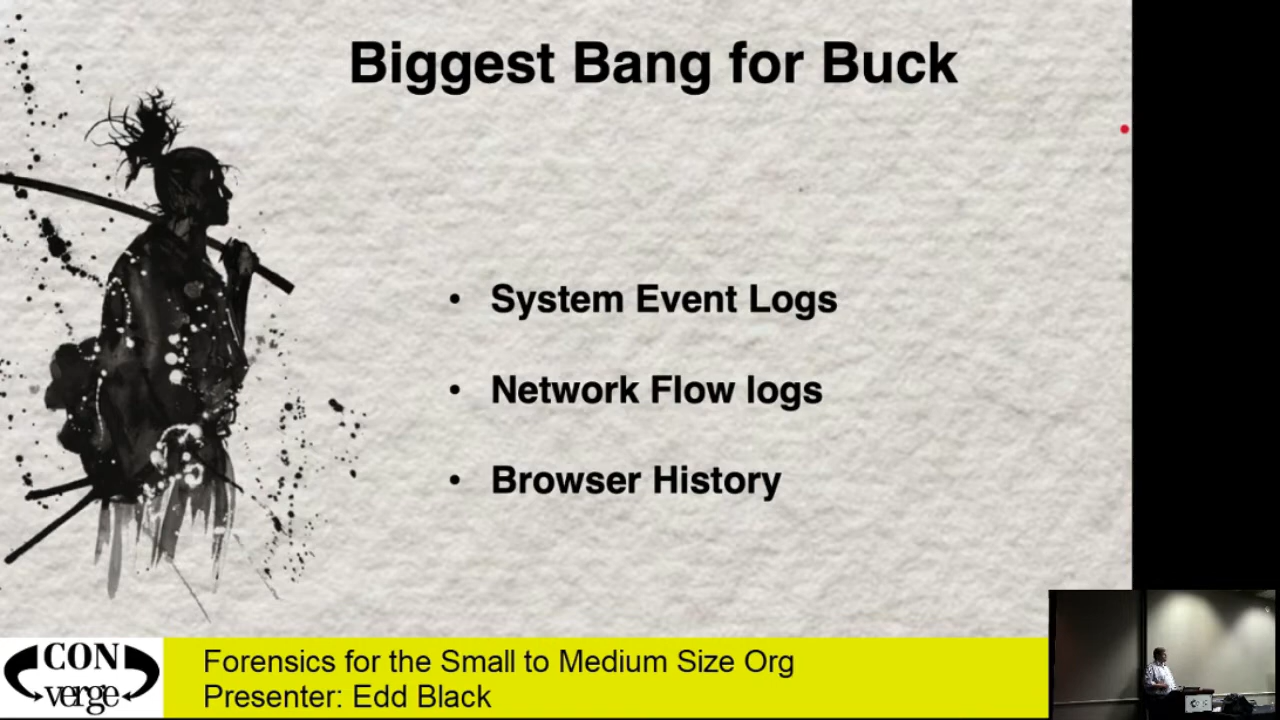 Biggest Bang for Buck
• System Event Logs
• Network Flow logs
• Browser History
CON
verge
Forensics for the Small to Medium Size Org
Presenter: Edd Black